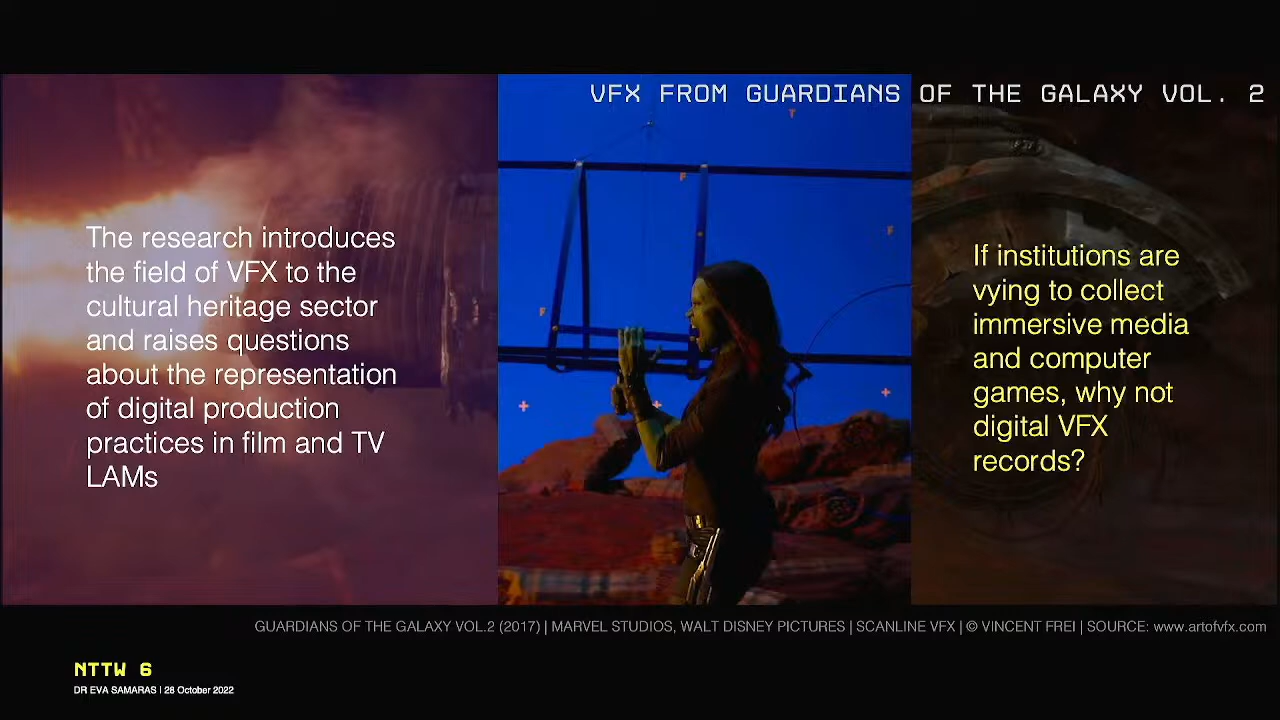 VFX FROM GUARDIANS OF THE GALAXY VOL. 2
The research introduces
the field of VFX to the
cultural heritage sector
and raises questions
about the representation
of digital production
practices in film and TV
LAMs
If institutions are
vying to collect
immersive media
and computer
games, why not
digital VFX
records?
GUARDIANS OF THE GALAXY VOL.2 (2017) | MARVEL STUDIOS, WALT DISNEY PICTURES | SCANLINE VFX | © VINCENT FREI | SOURCE: www.artofvfx.com
NTTW 6
DR EVA SAMARAS | 28 October 2022